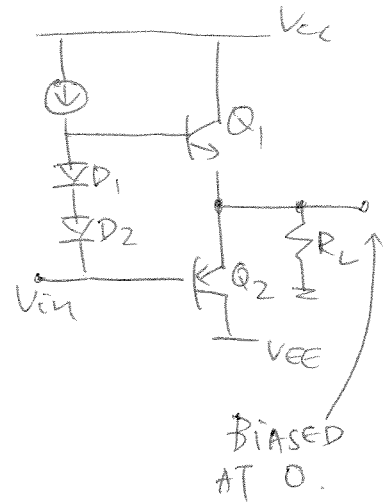 Vcc
Q1
D1
D2
RL
Q2
Vin
VEE
BiASED
AT 0.